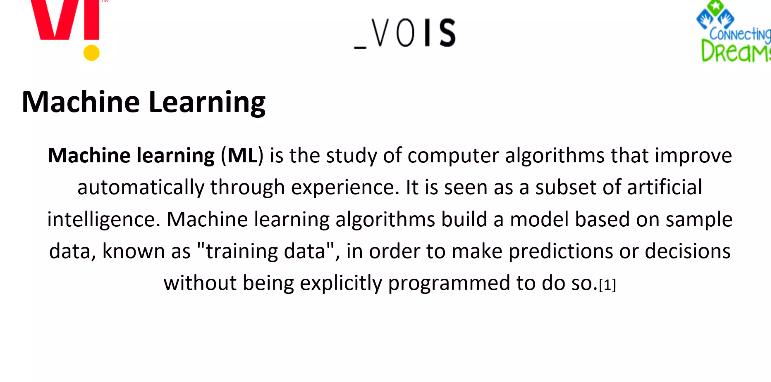 VI
_VOIS
Connecting
Dreams
Machine Learning
Machine learning (ML) is the study of computer algorithms that improve
automatically through experience. It is seen as a subset of artificial
intelligence. Machine learning algorithms build a model based on sample
data, known as "training data", in order to make predictions or decisions
without being explicitly programmed to do so.[1]